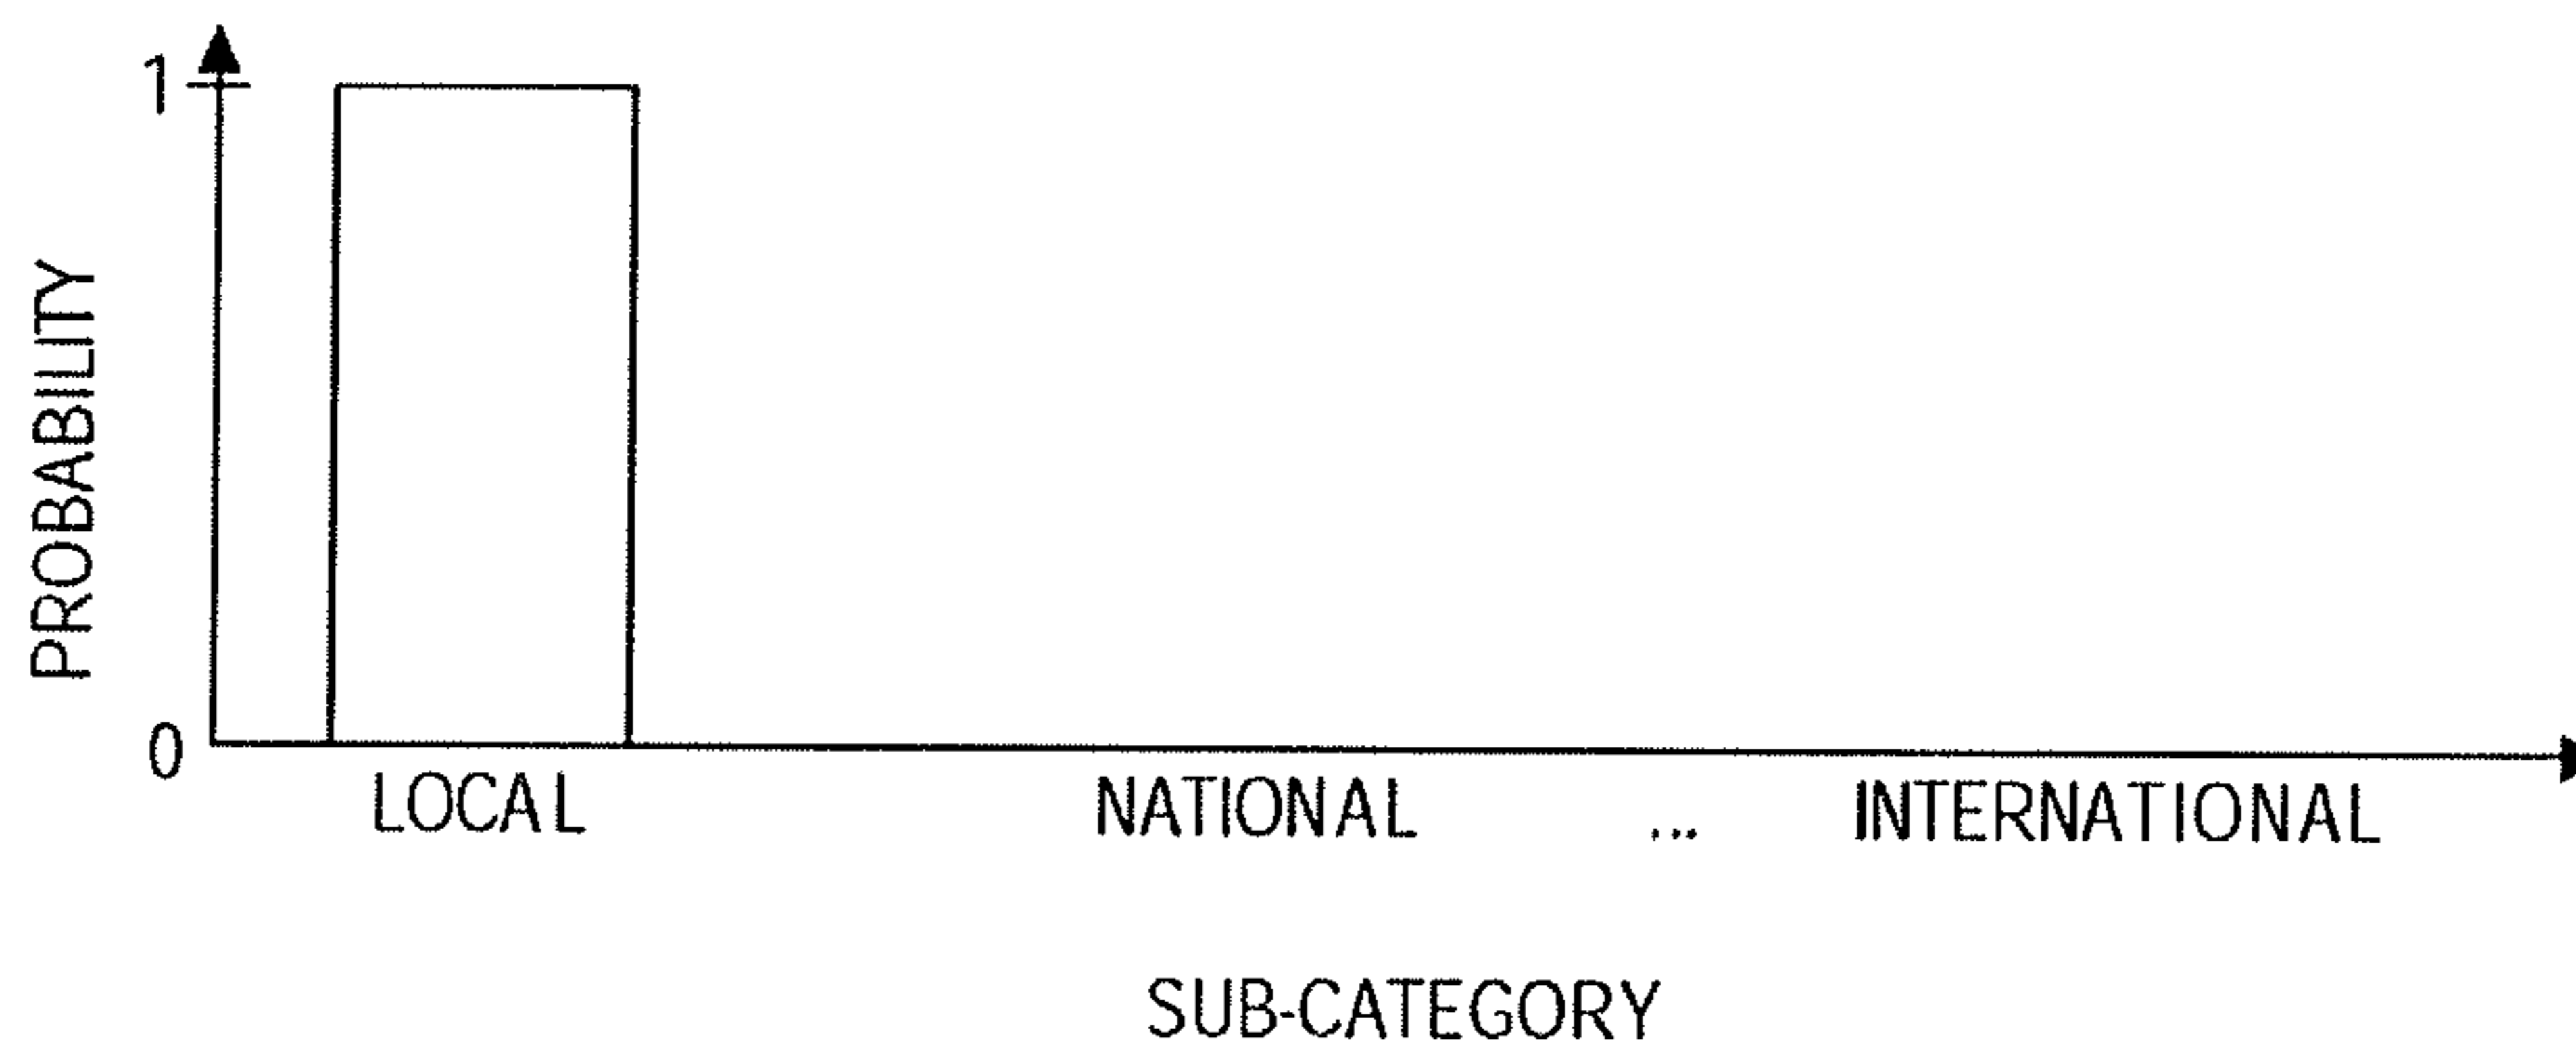 1
PROBABILITY
0
LOCAL NATIONAL ... INTERNATIONAL
SUB-CATEGORY